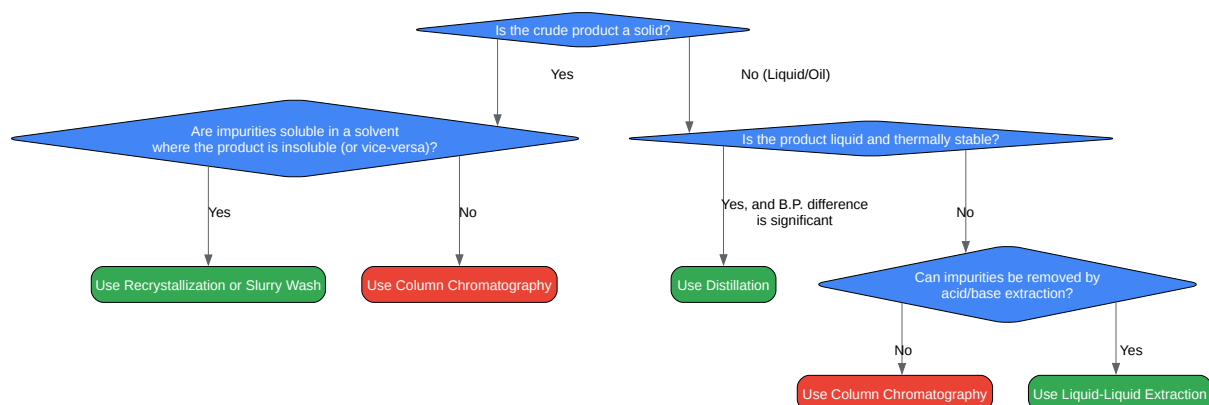 Is the crude product a solid?
Yes
No (Liquid/Oil)
Are impurities soluble in a solvent
where the product is insoluble (or vice-versa)?
Is the product liquid and thermally stable?
Yes
No
Yes, and B.P. difference
is significant
No
Use Recrystallization or Slurry Wash
Use Column Chromatography
Use Distillation
Can impurities be removed by
acid/base extraction?
No
Yes
Use Column Chromatography
Use Liquid-Liquid Extraction